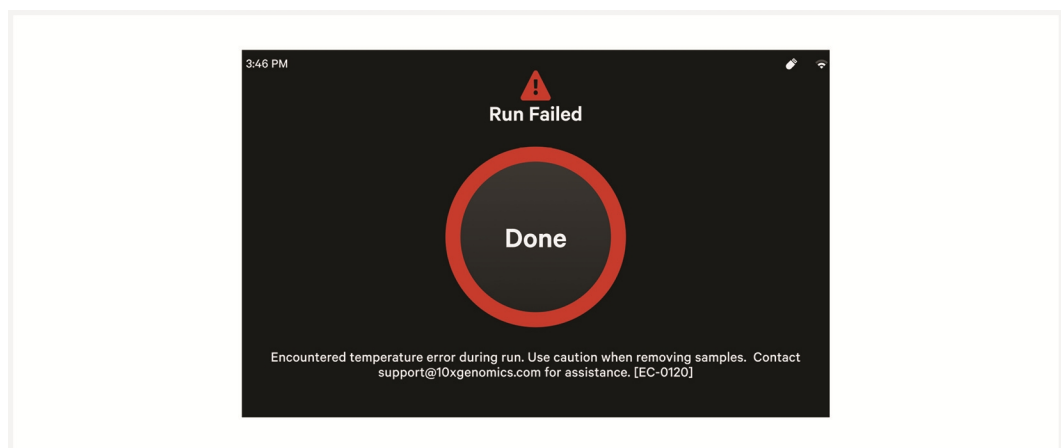 3:46 PM
Run Failed
Done
Encountered temperature error during run. Use caution when removing samples.  Contact
support@10xgenomics.com for assistance. [EC-0120]